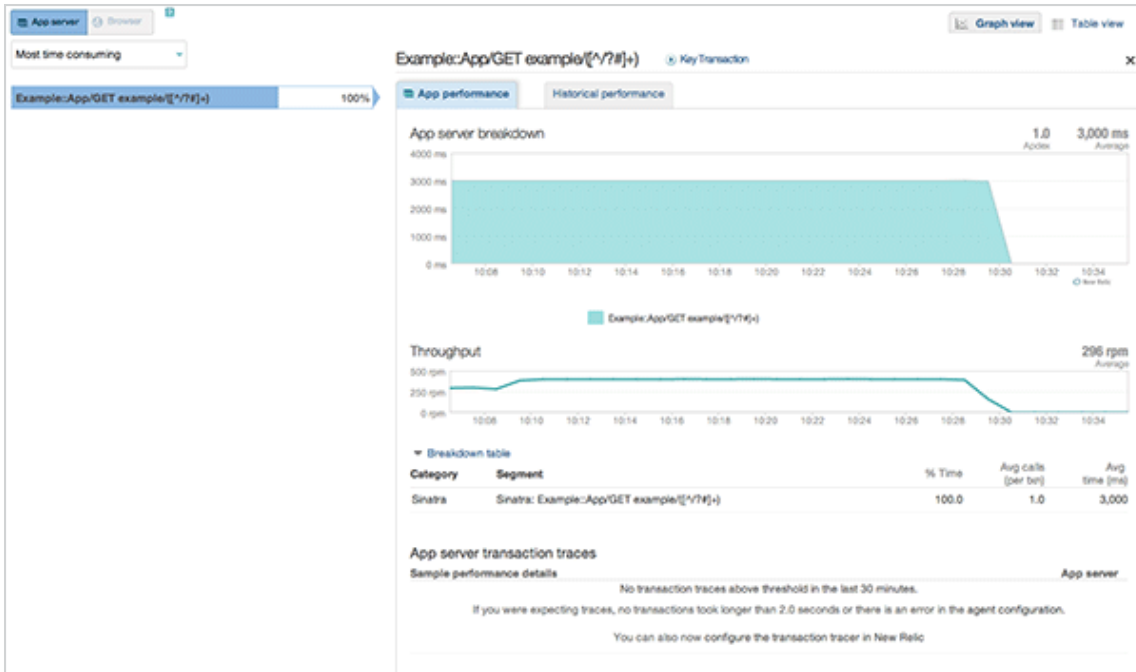 App server Browser
Graph view Table view
Most time consuming
Example::App/GET example/([^/?#]+) Key Transaction
Example::App/GET example/([^/?#]+) 100%
App performance Historical performance
App server breakdown 1.0 3,000 ms
Apdex Average
4000 ms
3000 ms
2000 ms
1000 ms
0 ms
10:08 10:10 10:12 10:14 10:16 10:18 10:20 10:22 10:24 10:26 10:28 10:30 10:32 10:34
New Relic
Example::App/GET example/([^/?#]+)
Throughput 296 rpm
Average
500 rpm
250 rpm
0 rpm
10:08 10:10 10:12 10:14 10:16 10:18 10:20 10:22 10:24 10:26 10:28 10:30 10:32 10:34
Breakdown table
Category Segment % Time Avg calls (per txn) Avg time (ms)
Sinatra Sinatra: Example::App/GET example/([^/?#]+) 100.0 1.0 3,000
App server transaction traces
Sample performance details App server
No transaction traces above threshold in the last 30 minutes.
If you were expecting traces, no transactions took longer than 2.0 seconds or there is an error in the agent configuration.
You can also now configure the transaction tracer in New Relic